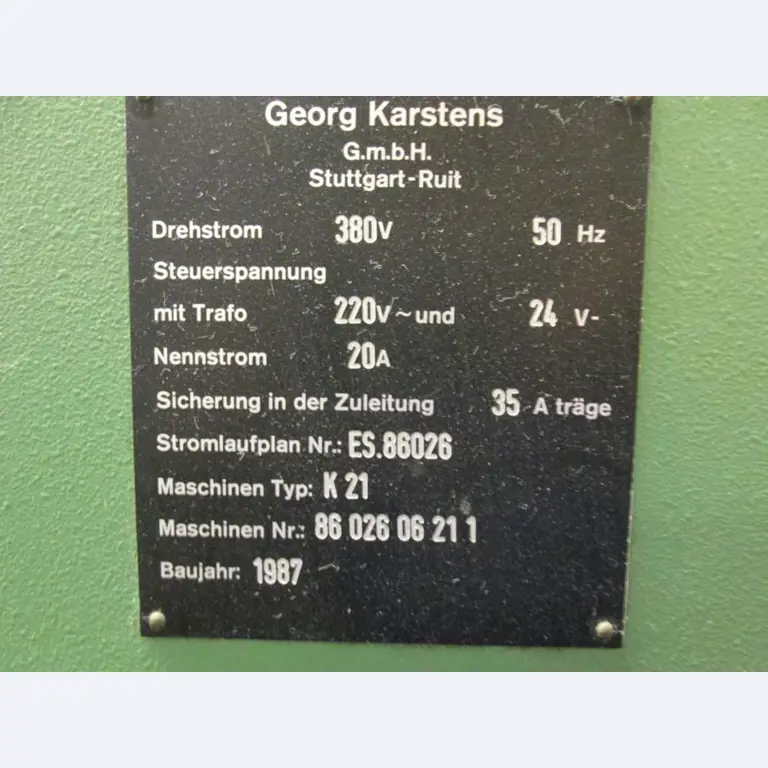 Georg Karstens
G.m.b.H.
Stuttgart-Ruit
Drehstrom 380V 50 Hz
Steuerspannung
mit Trafo 220V ~ und 24 V-
Nennstrom 20A
Sicherung in der Zuleitung 35 A träge
Stromlaufplan Nr.: ES.86026
Maschinen Typ: K 21
Maschinen Nr.: 86 026 06 21 1
Baujahr: 1987